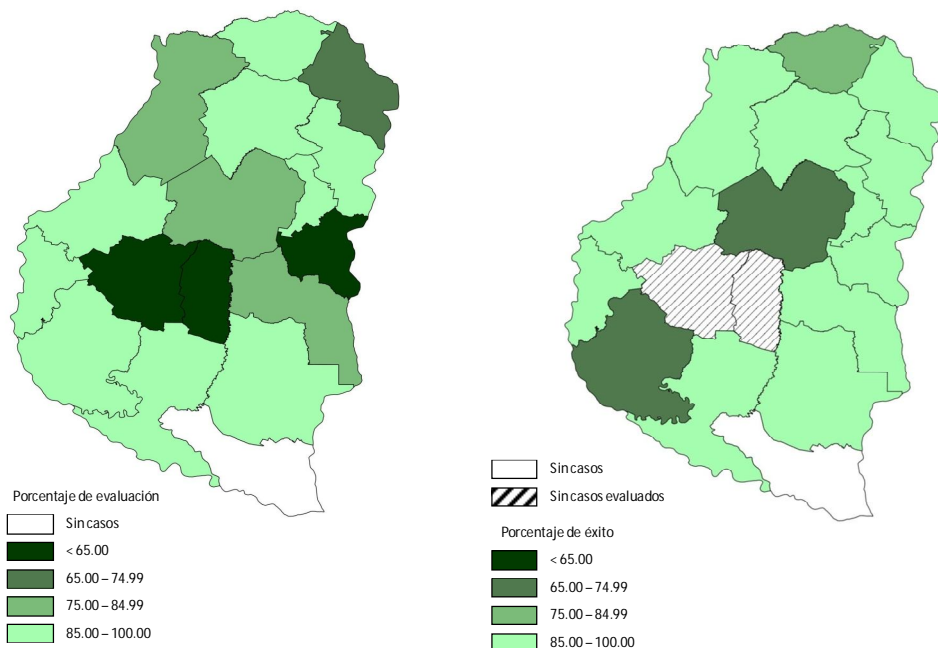 Porcentaje de evaluación
Sin casos
< 65.00
65.00 – 74.99
75.00 – 84.99
85.00 – 100.00
Sin casos
Sin casos evaluados
Porcentaje de éxito
< 65.00
65.00 – 74.99
75.00 – 84.99
85.00 – 100.00